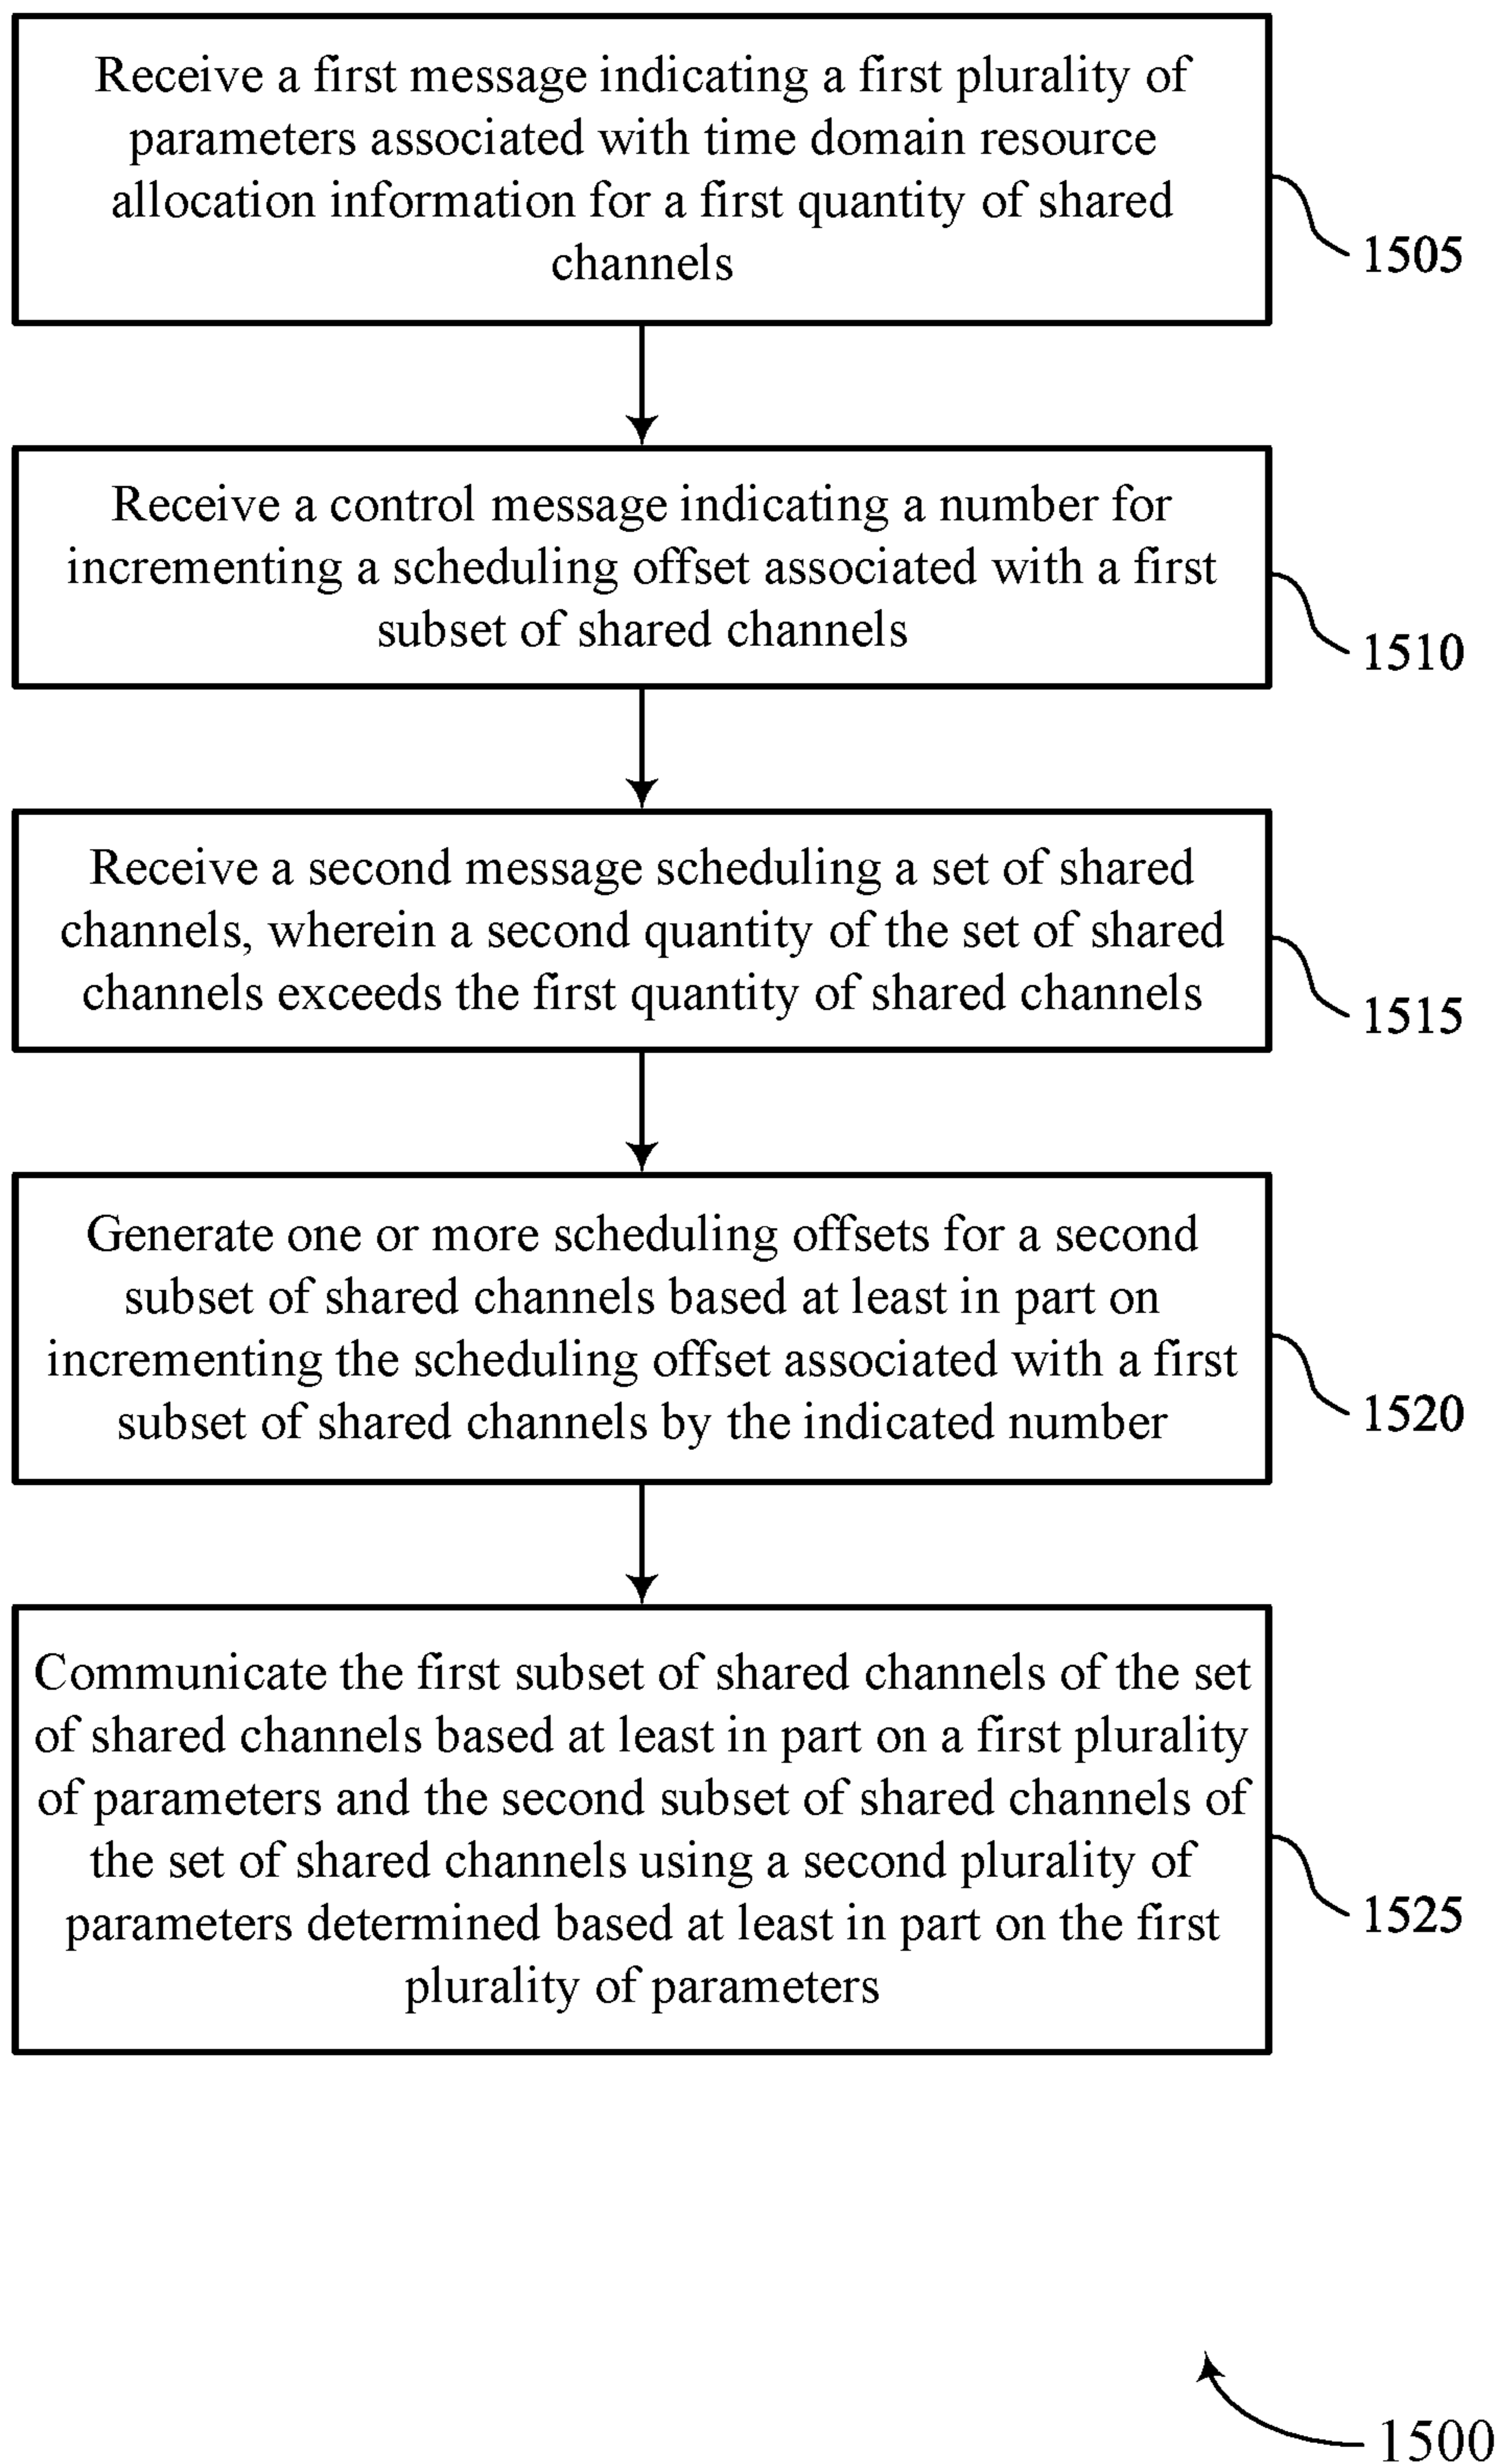 Receive a first message indicating a first plurality of
parameters associated with time domain resource
allocation information for a first quantity of shared
channels
1505
Receive a control message indicating a number for
incrementing a scheduling offset associated with a first
subset of shared channels
1510
Receive a second message scheduling a set of shared
channels, wherein a second quantity of the set of shared
channels exceeds the first quantity of shared channels
1515
Generate one or more scheduling offsets for a second
subset of shared channels based at least in part on
incrementing the scheduling offset associated with a first
subset of shared channels by the indicated number
1520
Communicate the first subset of shared channels of the set
of shared channels based at least in part on a first plurality
of parameters and the second subset of shared channels of
the set of shared channels using a second plurality of
parameters determined based at least in part on the first
plurality of parameters
1525
1500